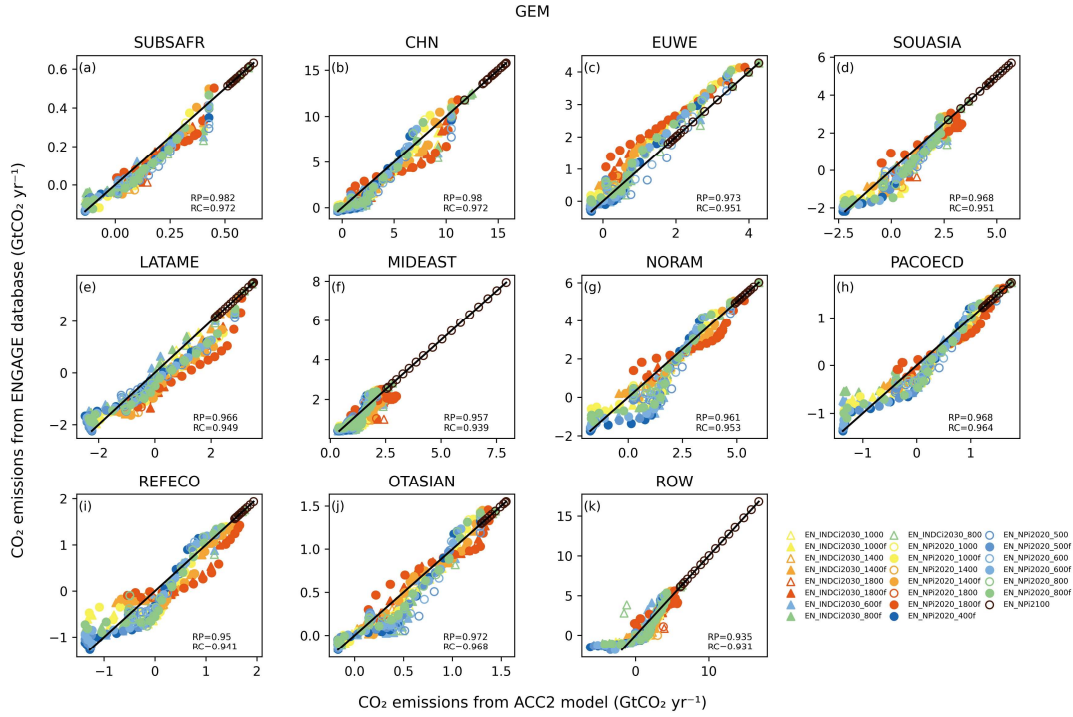 GEM
SUBSAFR
CHN
EUWE
SOUASIA
(a)
(b)
(c)
(d)
0.6
0.4
0.2
0.0
15
10
5
0
4
3
2
1
0
6
4
2
0
−2
RP=0.982
RC=0.972
RP=0.98
RC=0.972
RP=0.973
RC=0.951
RP=0.968
RC=0.951
0.00 0.25 0.50
0 5 10 15
0 2 4
−2.5 0.0 2.5 5.0
LATAME
MIDEAST
NORAM
PACOECD
(e)
(f)
(g)
(h)
2
0
−2
8
6
4
2
6
4
2
0
−2
1
0
−1
RP=0.966
RC=0.949
RP=0.957
RC=0.939
RP=0.961
RC=0.953
RP=0.968
RC=0.964
−2 0 2
0.0 2.5 5.0 7.5
0.0 2.5 5.0
−1 0 1
REFECO
OTASIAN
ROW
(i)
(j)
(k)
2
1
0
−1
1.5
1.0
0.5
0.0
15
10
5
0
RP=0.95
RC=0.941
RP=0.972
RC=0.968
RP=0.935
RC=0.931
−1 0 1 2
0.0 0.5 1.0 1.5
0 10
CO₂ emissions from ENGAGE database (GtCO₂ yr⁻¹)
CO₂ emissions from ACC2 model (GtCO₂ yr⁻¹)
EN_INDCi2030_1000
EN_INDCi2030_1000f
EN_INDCi2030_1400
EN_INDCi2030_1400f
EN_INDCi2030_1800
EN_INDCi2030_1800f
EN_INDCi2030_600f
EN_INDCi2030_800f
EN_INDCi2030_800
EN_NPi2020_1000
EN_NPi2020_1000f
EN_NPi2020_1400
EN_NPi2020_1400f
EN_NPi2020_1800
EN_NPi2020_1800f
EN_NPi2020_400f
EN_NPi2020_500
EN_NPi2020_500f
EN_NPi2020_600
EN_NPi2020_600f
EN_NPi2020_800
EN_NPi2020_800f
EN_NPi2100